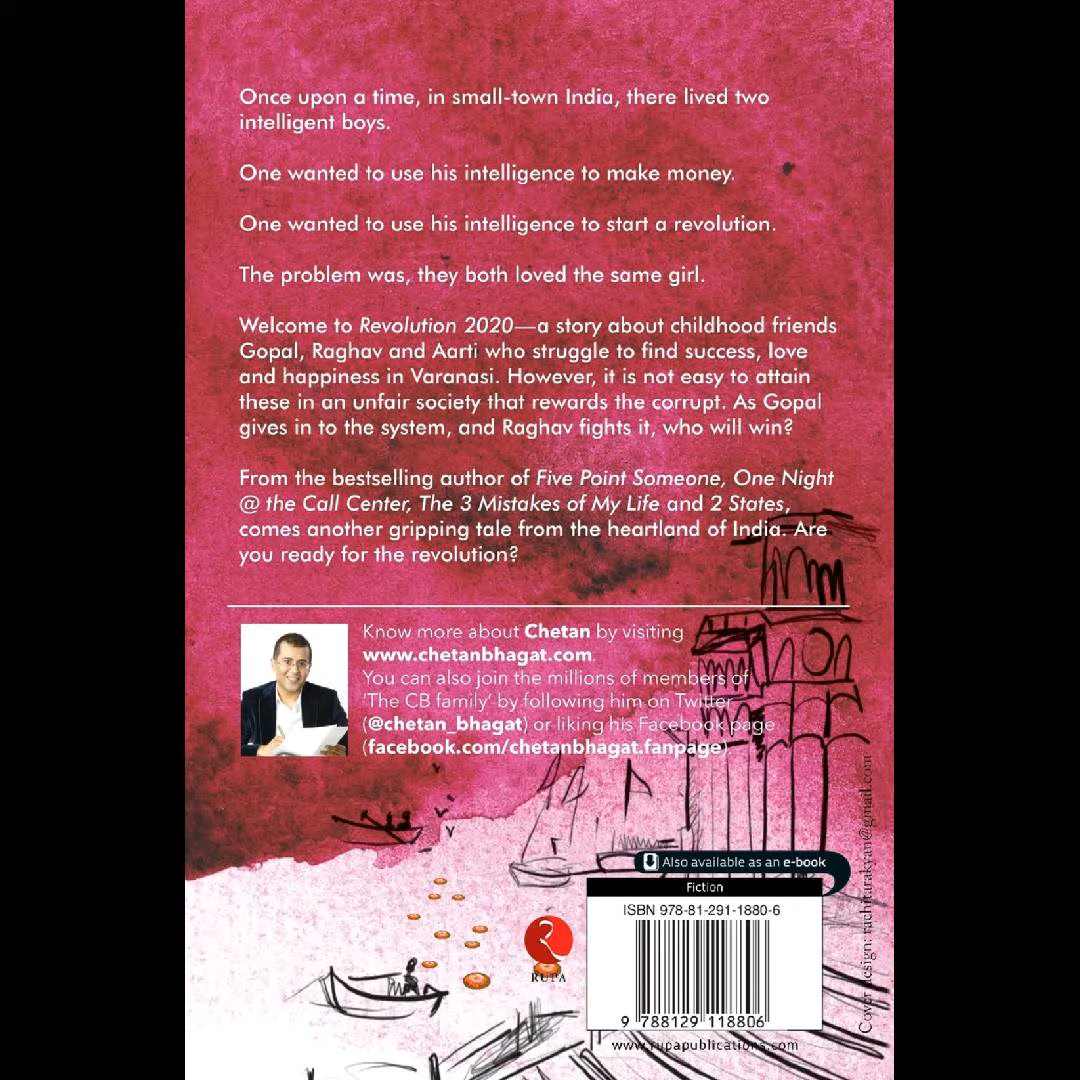 Once upon a time, in small-town India, there lived two
intelligent boys.
One wanted to use his intelligence to make money.
One wanted to use his intelligence to start a revolution.
The problem was, they both loved the same girl.
Welcome to Revolution 2020—a story about childhood friends
Gopal, Raghav and Aarti who struggle to find success, love
and happiness in Varanasi. However, it is not easy to attain
these in an unfair society that rewards the corrupt. As Gopal
gives in to the system, and Raghav fights it, who will win?
From the bestselling author of Five Point Someone, One Night
@ the Call Center, The 3 Mistakes of My Life and 2 States,
comes another gripping tale from the heartland of India. Are
you ready for the revolution?
Know more about Chetan by visiting
www.chetanbhagat.com.
You can also join the millions of members of
'The CB family' by following him on Twitter
(@chetan_bhagat) or liking his Facebook page
(facebook.com/chetanbhagat.fanpage).
Also available as an e-book
Fiction
ISBN 978-81-291-1880-6
9 788129 118806
RUPA
www.rupapublications.com
Cover design: rachitarakyan@gmail.com